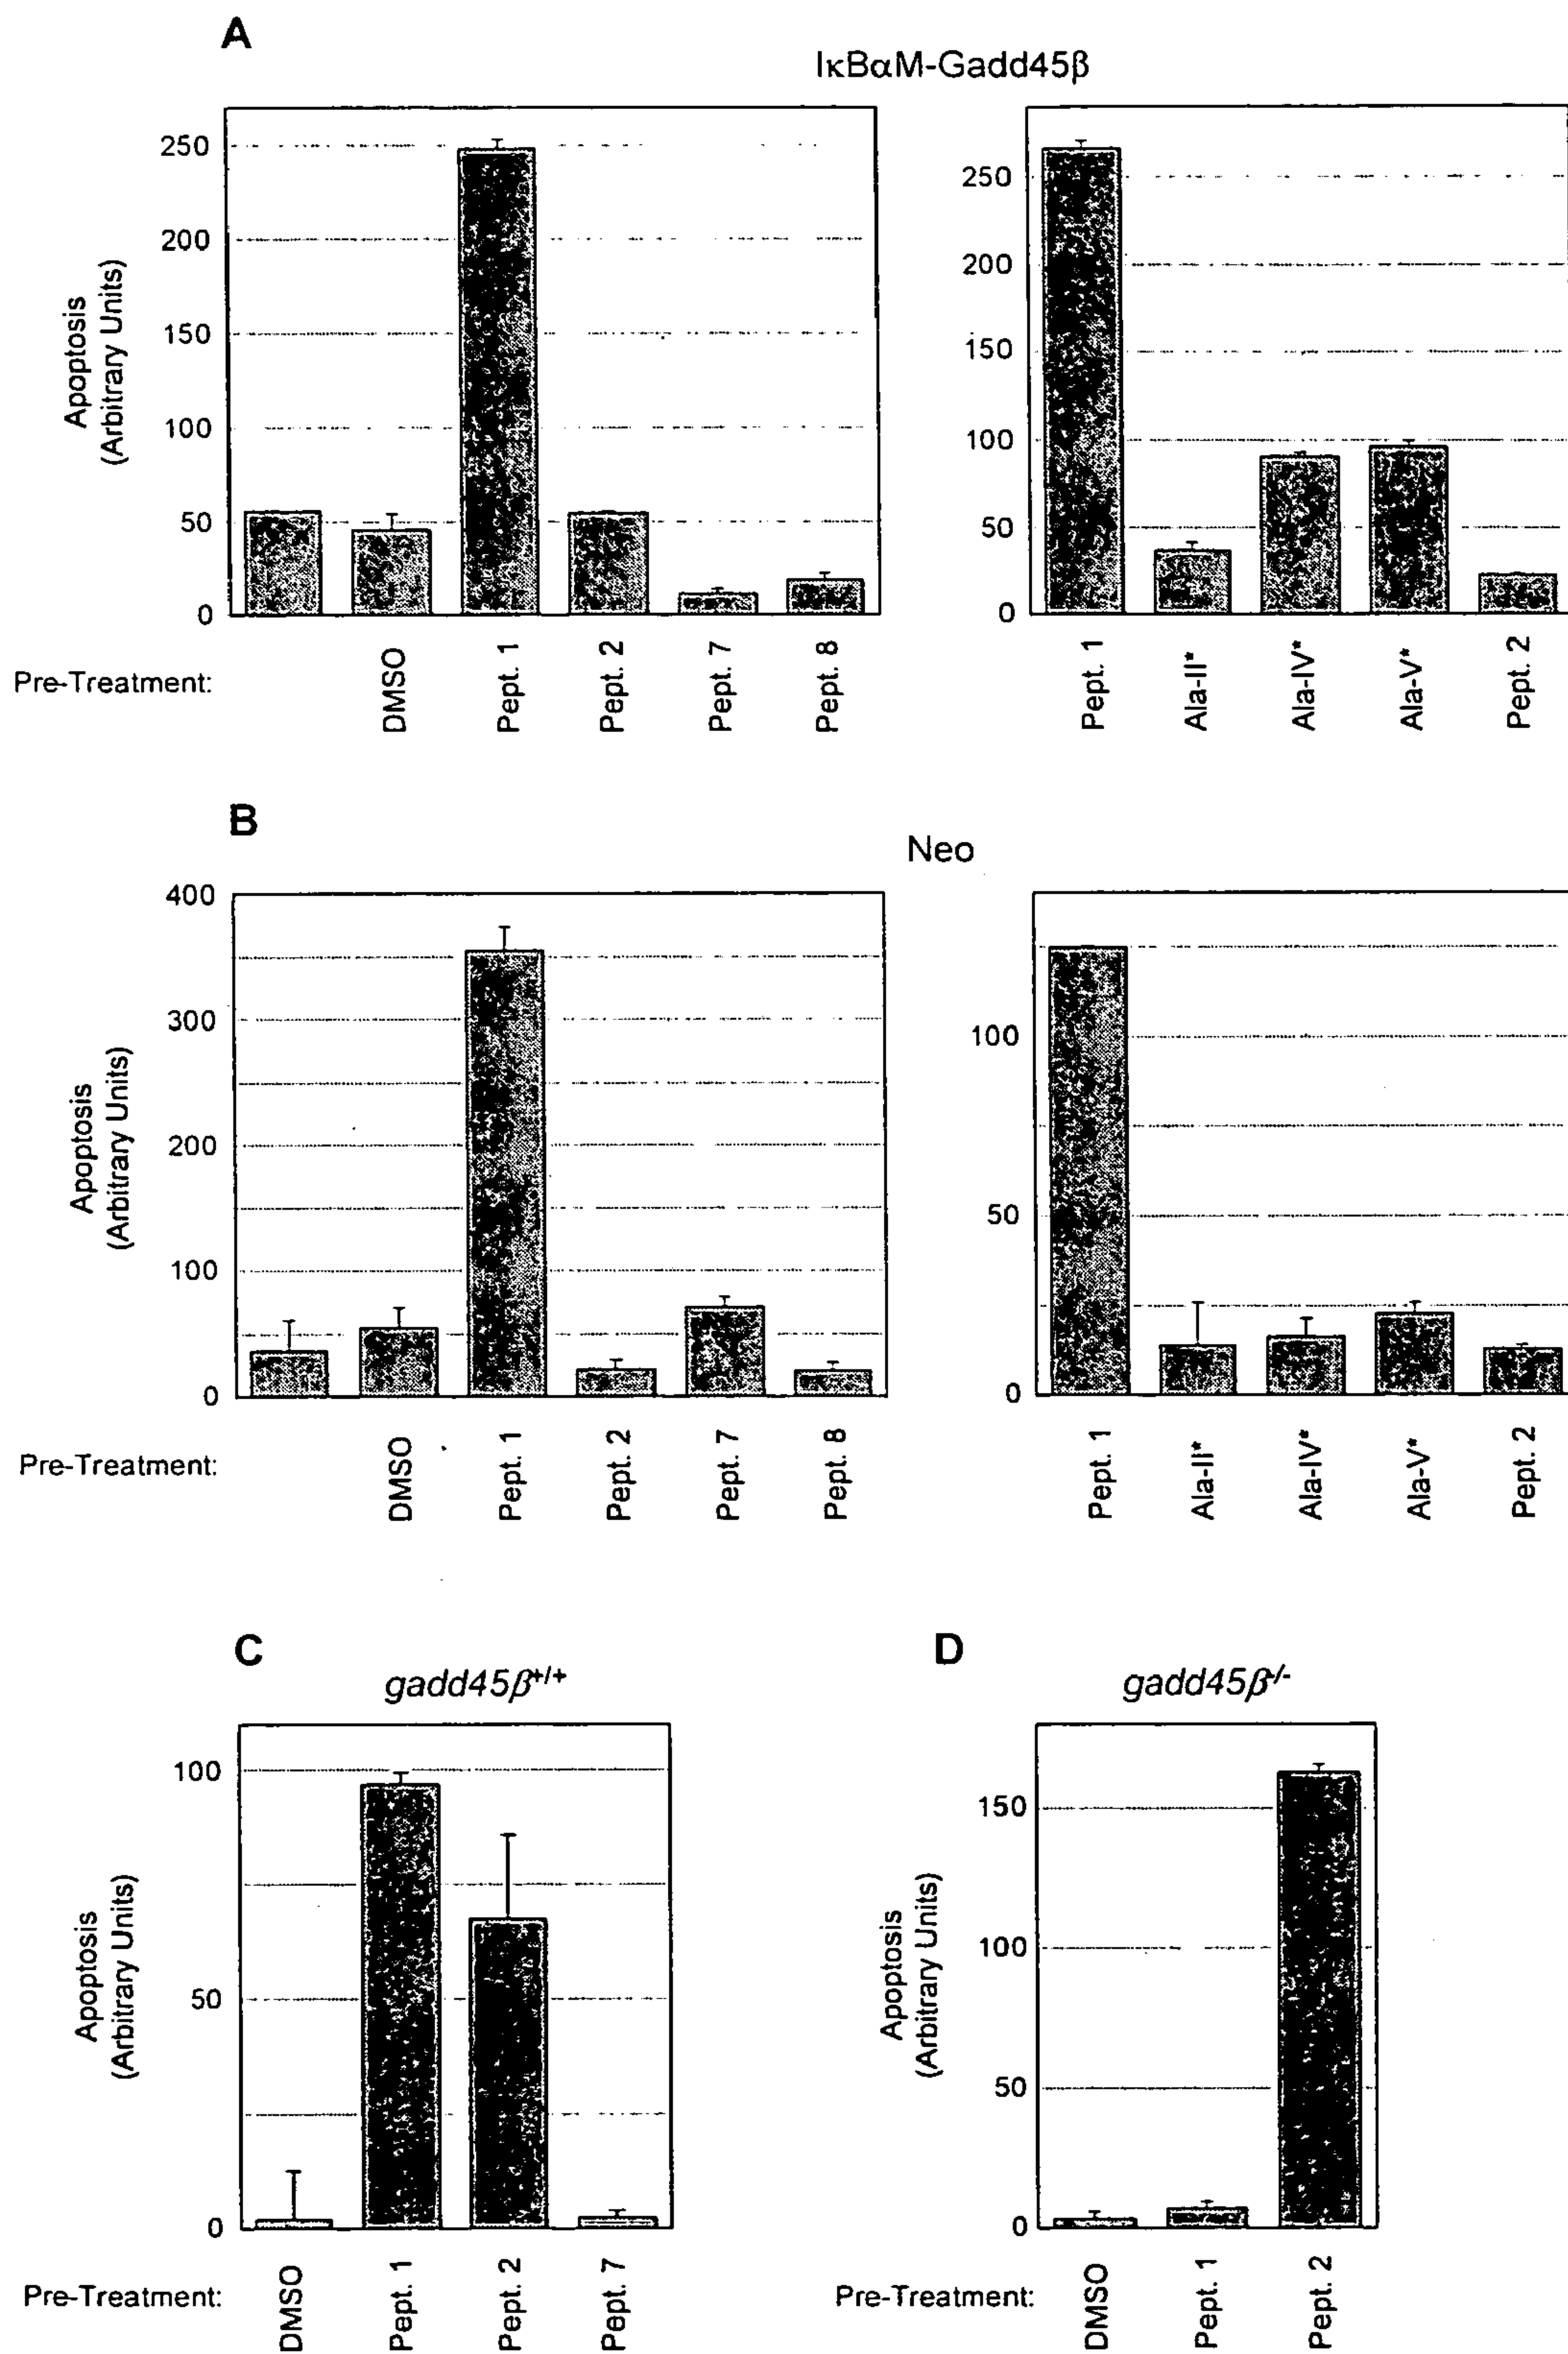 A
IκBαM-Gadd45β
Apoptosis
(Arbitrary Units)
250
200
150
100
50
0
Pre-Treatment:
DMSO
Pept. 1
Pept. 2
Pept. 7
Pept. 8
250
200
150
100
50
0
Pept. 1
Ala-II*
Ala-IV*
Ala-V*
Pept. 2
B
Neo
Apoptosis
(Arbitrary Units)
400
300
200
100
0
Pre-Treatment:
DMSO
Pept. 1
Pept. 2
Pept. 7
Pept. 8
100
50
0
Pept. 1
Ala-II*
Ala-IV*
Ala-V*
Pept. 2
C
gadd45β+/+
Apoptosis
(Arbitrary Units)
100
50
0
Pre-Treatment:
DMSO
Pept. 1
Pept. 2
Pept. 7
D
gadd45β-/-
Apoptosis
(Arbitrary Units)
150
100
50
0
Pre-Treatment:
DMSO
Pept. 1
Pept. 2